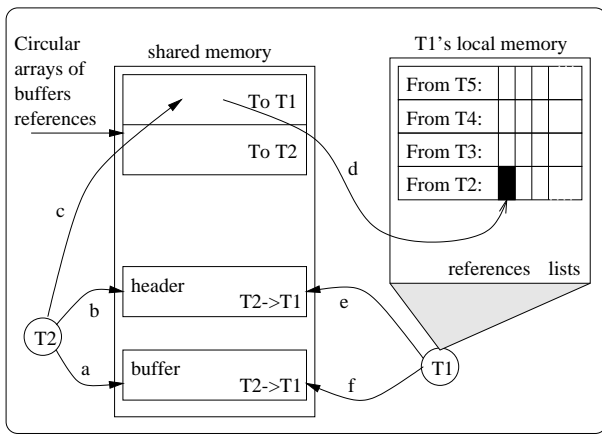 Circular
arrays of
buffers
references
shared memory
To T1
To T2
T1's local memory
From T5:
From T4:
From T3:
From T2:
references lists
c
d
header
T2->T1
b
e
T2
a
buffer
T2->T1
f
T1